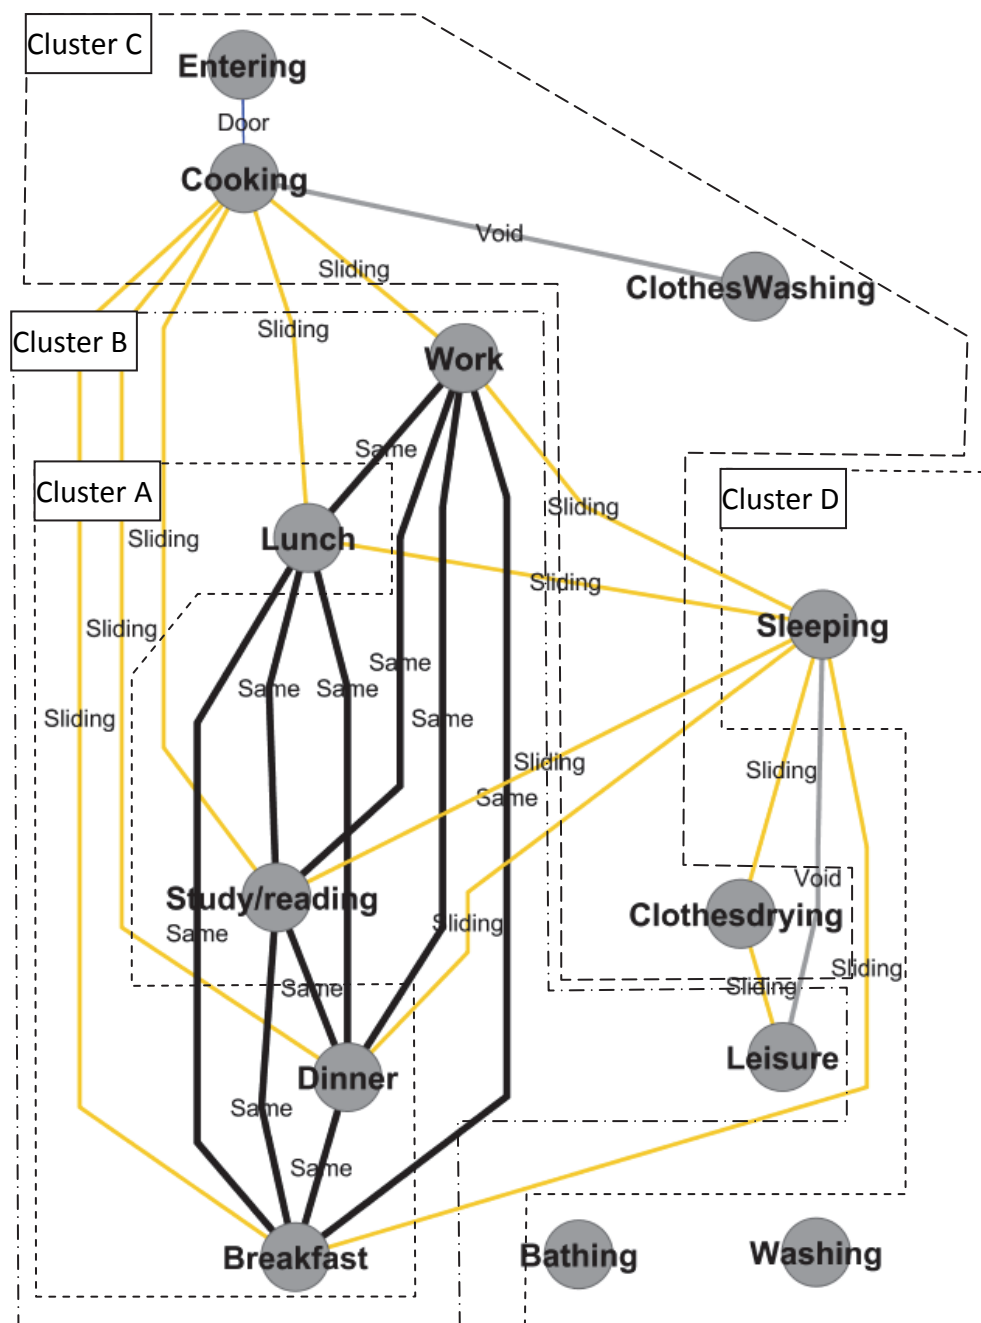 Cluster C
Entering
Door
Cooking
Void
Sliding
ClothesWashing
Sliding
Cluster B
Work
Same
Cluster A
Cluster D
Sliding
Lunch
Sliding
Sliding
Sliding
Sleeping
Same
Same
Same
Sliding
Same
Sliding
Sliding
Same
Void
Study/reading
Clothesdrying
Same
Sliding
Sliding
Same
Sliding
Leisure
Dinner
Same
Same
Breakfast
Bathing
Washing